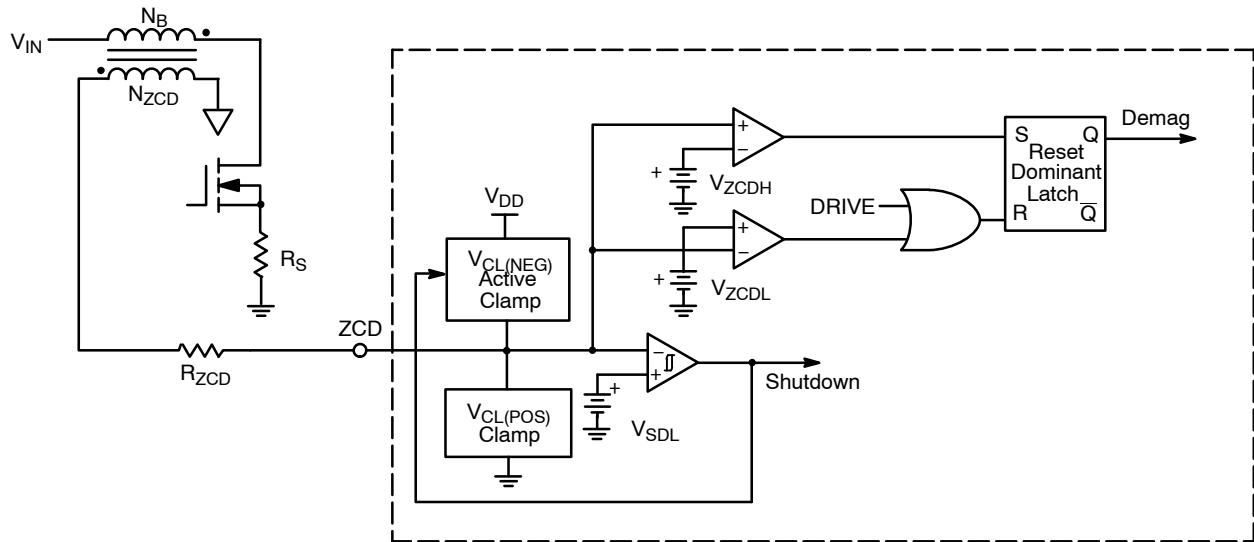 N_B
V_IN
N_ZCD
R_S
R_ZCD
ZCD
V_DD
V_CL(NEG)
Active
Clamp
V_CL(POS)
Clamp
+
−
+
V_ZCDH
+
+
−
V_ZCDL
DRIVE
−
+
+
V_SDL
Shutdown
S Q
Reset
Dominant
Latch
R Q̅
Demag
+